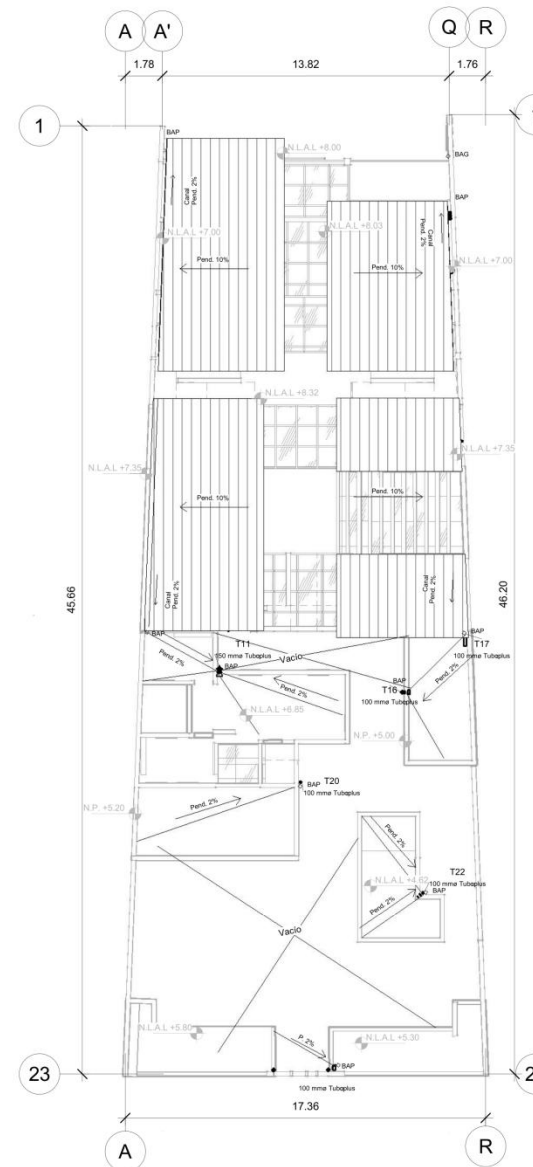 A A' Q R
1.78 13.82 1.76
1
BAP
N.L.A.L +8.00
BAG
BAP
Canal
Pend. 2%
Canal
Pend. 2%
N.L.A.L +7.00
N.L.A.L +8.03
N.L.A.L +7.00
Pend. 10%
Pend. 10%
N.L.A.L +8.32
N.L.A.L +7.35
N.L.A.L +7.35
Pend. 10%
Pend. 10%
45.66
46.20
Canal
Pend. 2%
Canal
Pend. 2%
BAP
T11
BAP
T17
150 mmø Tuboplus
Vacio
100 mmø Tuboplus
Pend. 2%
BAP
BAP
Pend. 2%
T16
100 mmø Tuboplus
Pend. 2%
N.L.A.L +6.85
N.P. +5.00
T20
BAP
100 mmø Tuboplus
N.P. +5.20
Pend. 2%
Pend. 2%
T22
100 mmø Tuboplus
N.L.A.L +4.62
BAP
Pend. 2%
Vacio
N.L.A.L +5.80
P. 2%
N.L.A.L +5.30
BAP
23
2
100 mmø Tuboplus
17.36
A R